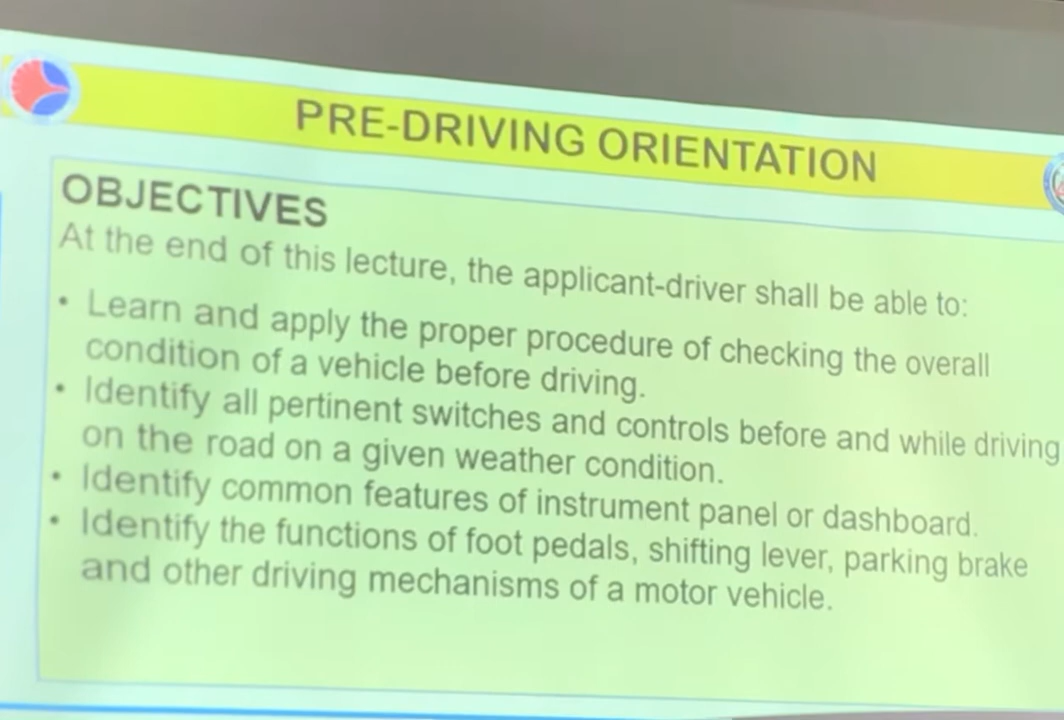 PRE-DRIVING ORIENTATION
OBJECTIVES
At the end of this lecture, the applicant-driver shall be able to:
• Learn and apply the proper procedure of checking the overall
condition of a vehicle before driving.
• Identify all pertinent switches and controls before and while driving
on the road on a given weather condition.
• Identify common features of instrument panel or dashboard.
• Identify the functions of foot pedals, shifting lever, parking brake
and other driving mechanisms of a motor vehicle.